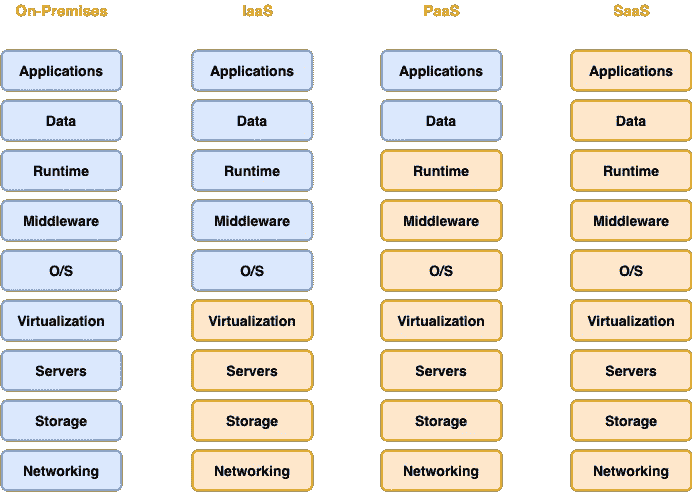 On-Premises IaaS PaaS SaaS
Applications Applications Applications Applications
Data Data Data Data
Runtime Runtime Runtime Runtime
Middleware Middleware Middleware Middleware
O/S O/S O/S O/S
Virtualization Virtualization Virtualization Virtualization
Servers Servers Servers Servers
Storage Storage Storage Storage
Networking Networking Networking Networking